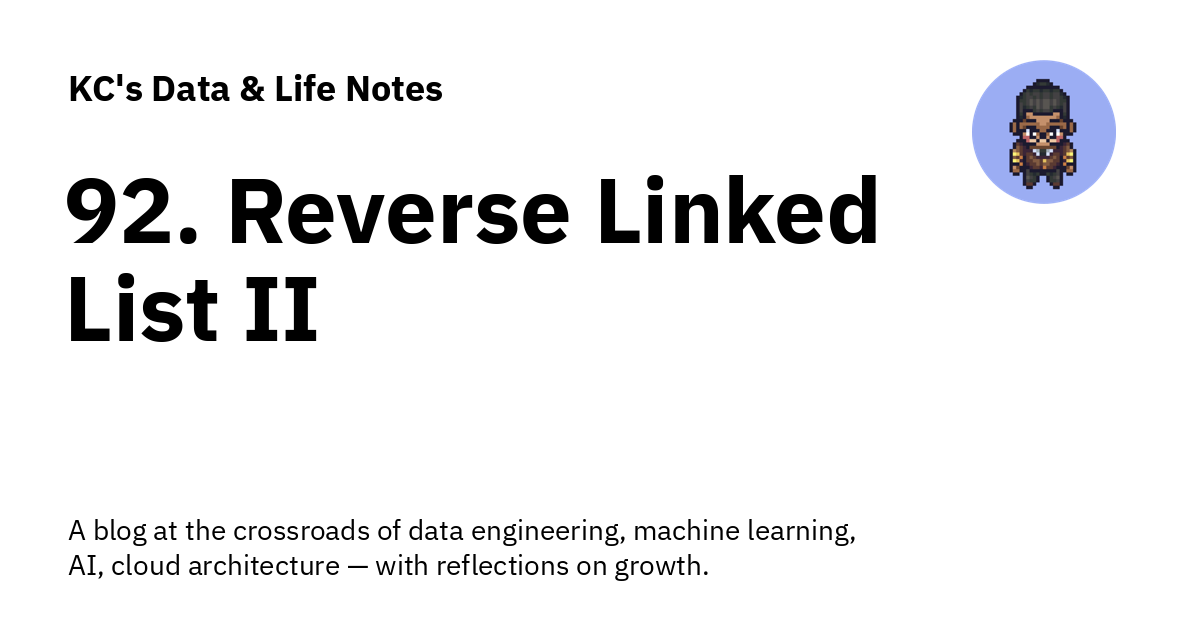 KC's Data & Life Notes
92. Reverse Linked
List II
A blog at the crossroads of data engineering, machine learning,
AI, cloud architecture — with reflections on growth.